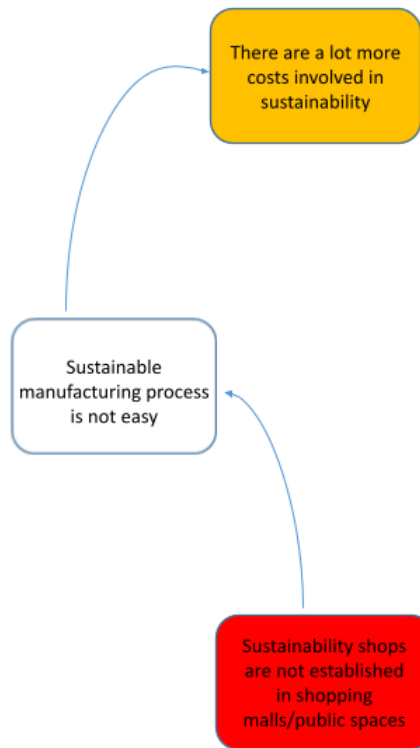 There are a lot more
costs involved in
sustainability
Sustainable
manufacturing process
is not easy
Sustainability shops
are not established
in shopping
malls/public spaces